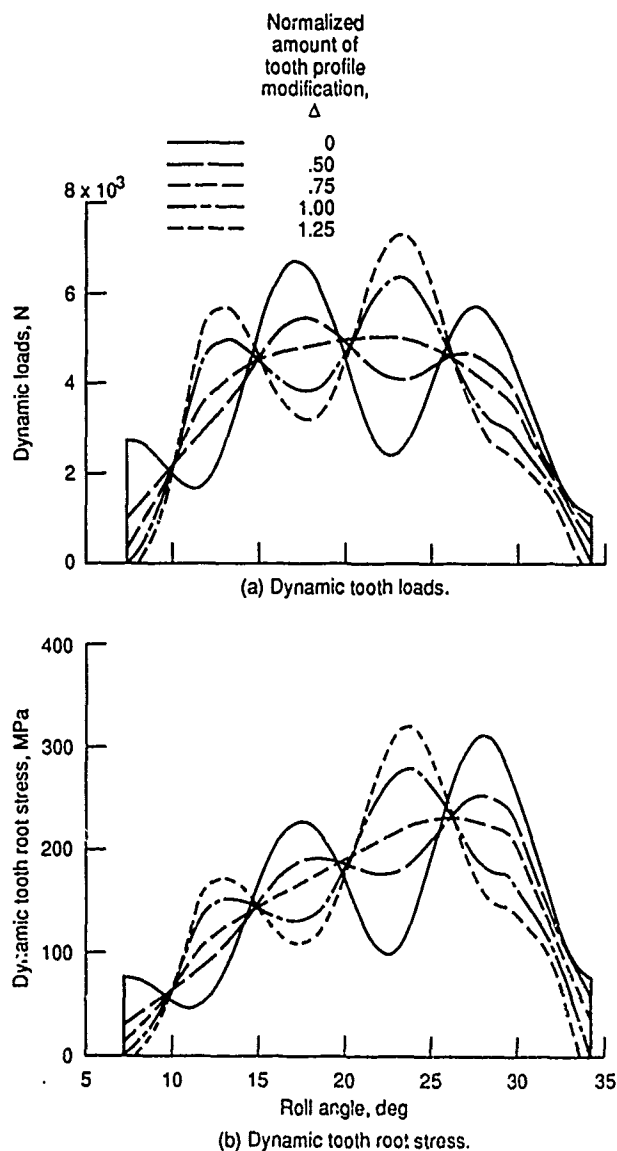 Normalized
amount of
tooth profile
modification,
Δ
0
.50
.75
1.00
1.25
8 x 10³
6
4
2
0
Dynamic loads, N
(a) Dynamic tooth loads.
400
300
200
100
0
Dynamic tooth root stress, MPa
5 10 15 20 25 30 35
Roll angle, deg
(b) Dynamic tooth root stress.